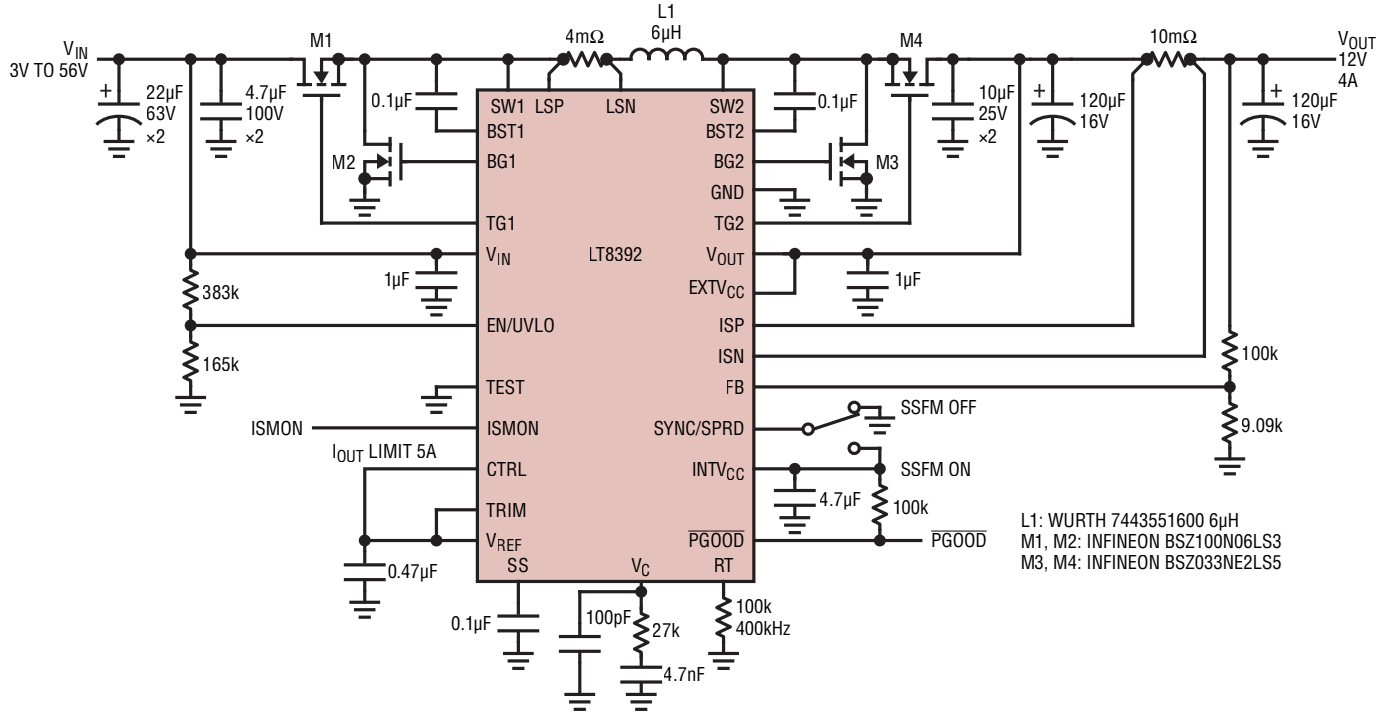 L1
6µH
M1
4mΩ
M4
10mΩ
VIN
3V TO 56V
VOUT
12V
4A
+
22µF
63V
×2
4.7µF
100V
×2
0.1µF
SW1
LSP
LSN
SW2
0.1µF
10µF
25V
×2
+
120µF
16V
+
120µF
16V
BST1
BST2
M2
BG1
BG2
M3
GND
TG1
TG2
VIN
LT8392
VOUT
1µF
1µF
EXTVCC
383k
EN/UVLO
ISP
165k
ISN
100k
TEST
FB
SSFM OFF
9.09k
ISMON
ISMON
SYNC/SPRD
IOUT LIMIT 5A
CTRL
INTVCC
SSFM ON
4.7µF
100k
TRIM
VREF
PGOOD
PGOOD
L1: WURTH 7443551600 6µH
M1, M2: INFINEON BSZ100N06LS3
M3, M4: INFINEON BSZ033NE2LS5
SS
VC
RT
0.47µF
0.1µF
100pF
27k
4.7nF
100k
400kHz